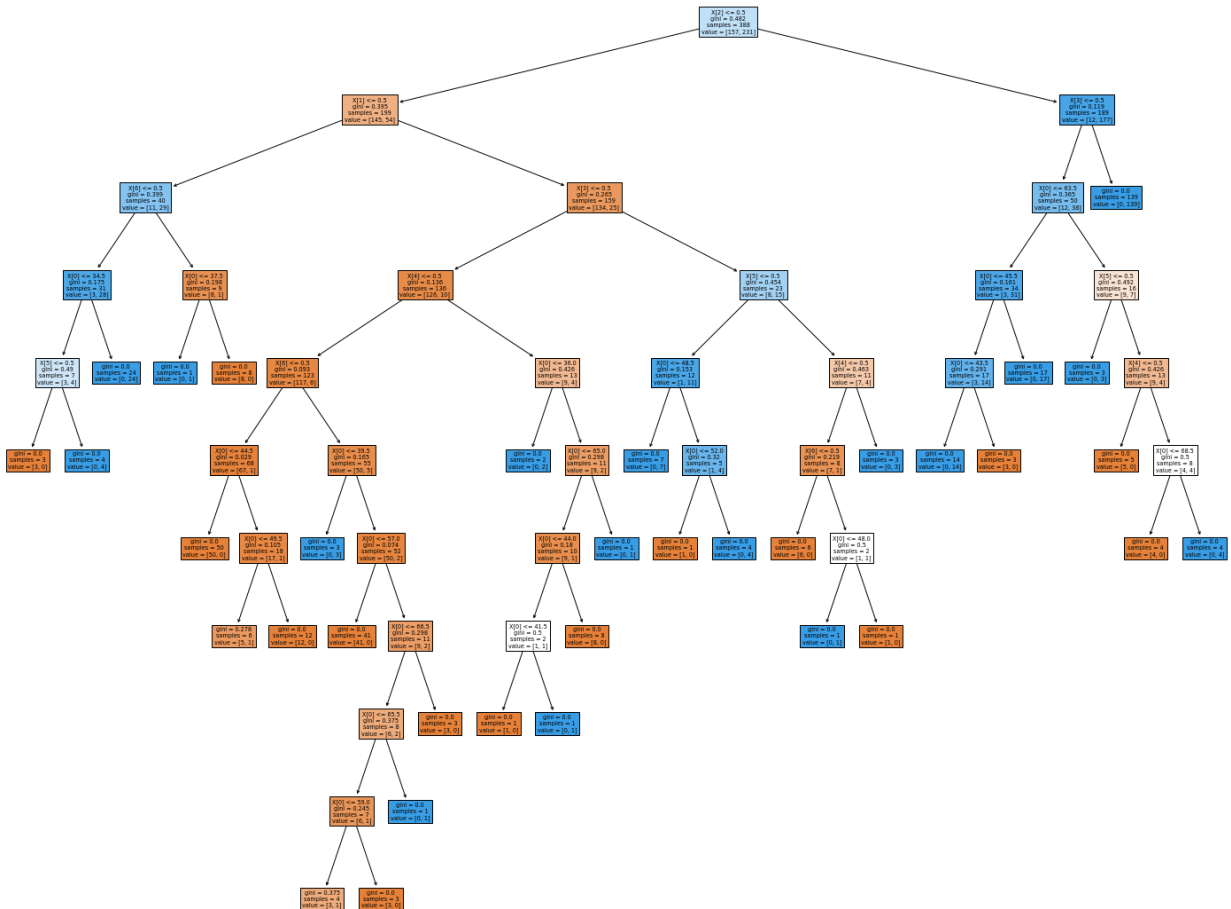 X[2] <= 0.5
gini = 0.482
samples = 388
value = [157, 231]
X[1] <= 0.5
gini = 0.395
samples = 199
value = [145, 54]
X[3] <= 0.5
gini = 0.119
samples = 189
value = [12, 177]
X[6] <= 0.5
gini = 0.399
samples = 40
value = [11, 29]
X[3] <= 0.5
gini = 0.265
samples = 159
value = [134, 25]
X[0] <= 63.5
gini = 0.365
samples = 50
value = [12, 38]
gini = 0.0
samples = 139
value = [0, 139]
X[0] <= 34.5
gini = 0.175
samples = 31
value = [3, 28]
X[0] <= 37.5
gini = 0.198
samples = 9
value = [8, 1]
X[4] <= 0.5
gini = 0.136
samples = 136
value = [126, 10]
X[5] <= 0.5
gini = 0.454
samples = 23
value = [8, 15]
X[0] <= 45.5
gini = 0.161
samples = 34
value = [3, 31]
X[5] <= 0.5
gini = 0.492
samples = 16
value = [9, 7]
X[5] <= 0.5
gini = 0.49
samples = 7
value = [3, 4]
gini = 0.0
samples = 24
value = [0, 24]
gini = 0.0
samples = 1
value = [0, 1]
gini = 0.0
samples = 8
value = [8, 0]
X[6] <= 0.5
gini = 0.093
samples = 123
value = [117, 6]
X[0] <= 36.0
gini = 0.426
samples = 13
value = [9, 4]
X[0] <= 48.5
gini = 0.153
samples = 12
value = [1, 11]
X[4] <= 0.5
gini = 0.463
samples = 11
value = [7, 4]
X[0] <= 43.5
gini = 0.291
samples = 17
value = [3, 14]
gini = 0.0
samples = 17
value = [0, 17]
gini = 0.0
samples = 3
value = [0, 3]
X[4] <= 0.5
gini = 0.426
samples = 13
value = [9, 4]
gini = 0.0
samples = 3
value = [3, 0]
gini = 0.0
samples = 4
value = [0, 4]
X[0] <= 44.5
gini = 0.029
samples = 68
value = [67, 1]
X[0] <= 39.5
gini = 0.165
samples = 55
value = [50, 5]
gini = 0.0
samples = 2
value = [0, 2]
X[0] <= 65.0
gini = 0.298
samples = 11
value = [9, 2]
gini = 0.0
samples = 7
value = [0, 7]
X[0] <= 52.0
gini = 0.32
samples = 5
value = [1, 4]
X[6] <= 0.5
gini = 0.219
samples = 8
value = [7, 1]
gini = 0.0
samples = 3
value = [0, 3]
gini = 0.0
samples = 14
value = [0, 14]
gini = 0.0
samples = 3
value = [3, 0]
gini = 0.0
samples = 5
value = [5, 0]
X[0] <= 68.5
gini = 0.5
samples = 8
value = [4, 4]
gini = 0.0
samples = 50
value = [50, 0]
X[0] <= 49.5
gini = 0.105
samples = 18
value = [17, 1]
gini = 0.0
samples = 3
value = [0, 3]
X[0] <= 57.0
gini = 0.074
samples = 52
value = [50, 2]
X[0] <= 44.0
gini = 0.18
samples = 10
value = [9, 1]
gini = 0.0
samples = 1
value = [0, 1]
gini = 0.0
samples = 1
value = [1, 0]
gini = 0.0
samples = 4
value = [0, 4]
gini = 0.0
samples = 6
value = [6, 0]
X[0] <= 48.0
gini = 0.5
samples = 2
value = [1, 1]
gini = 0.0
samples = 4
value = [4, 0]
gini = 0.0
samples = 4
value = [0, 4]
gini = 0.278
samples = 6
value = [5, 1]
gini = 0.0
samples = 12
value = [12, 0]
gini = 0.0
samples = 41
value = [41, 0]
X[0] <= 66.5
gini = 0.298
samples = 11
value = [9, 2]
X[0] <= 41.5
gini = 0.5
samples = 2
value = [1, 1]
gini = 0.0
samples = 8
value = [8, 0]
gini = 0.0
samples = 1
value = [0, 1]
gini = 0.0
samples = 1
value = [1, 0]
X[0] <= 65.5
gini = 0.375
samples = 8
value = [6, 2]
gini = 0.0
samples = 3
value = [3, 0]
gini = 0.0
samples = 1
value = [1, 0]
gini = 0.0
samples = 1
value = [0, 1]
X[0] <= 59.0
gini = 0.245
samples = 7
value = [6, 1]
gini = 0.0
samples = 1
value = [0, 1]
gini = 0.375
samples = 4
value = [3, 1]
gini = 0.0
samples = 3
value = [3, 0]